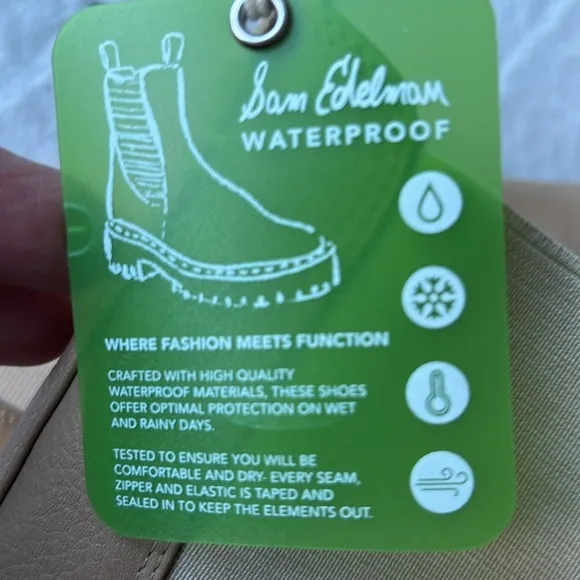 Sam Edelman
WATERPROOF
WHERE FASHION MEETS FUNCTION
CRAFTED WITH HIGH QUALITY
WATERPROOF MATERIALS, THESE SHOES
OFFER OPTIMAL PROTECTION ON WET
AND RAINY DAYS.
TESTED TO ENSURE YOU WILL BE
COMFORTABLE AND DRY- EVERY SEAM,
ZIPPER AND ELASTIC IS TAPED AND
SEALED IN TO KEEP THE ELEMENTS OUT.